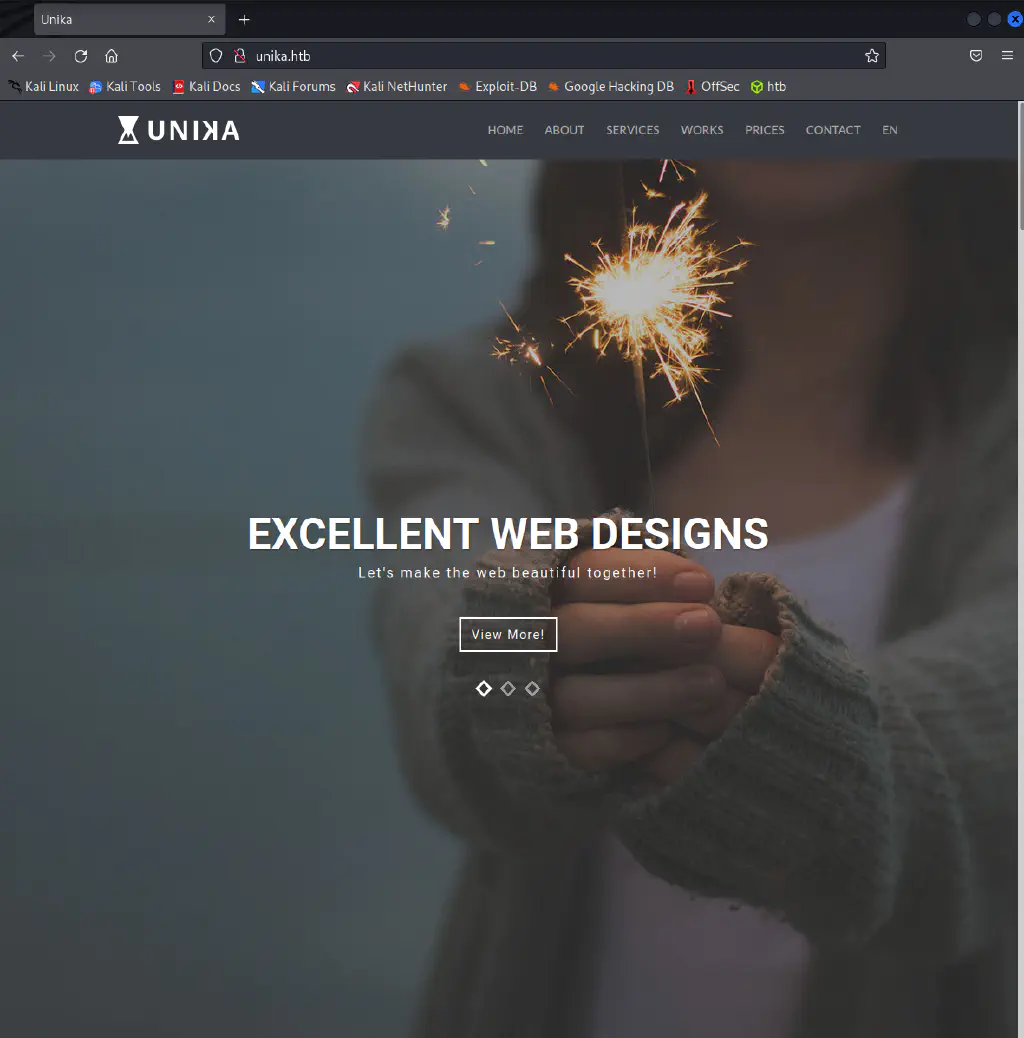 Unika
unika.htb
Kali Linux Kali Tools Kali Docs Kali Forums Kali NetHunter Exploit-DB Google Hacking DB OffSec htb
UNIKA HOME ABOUT SERVICES WORKS PRICES CONTACT EN
EXCELLENT WEB DESIGNS
Let's make the web beautiful together!
View More!